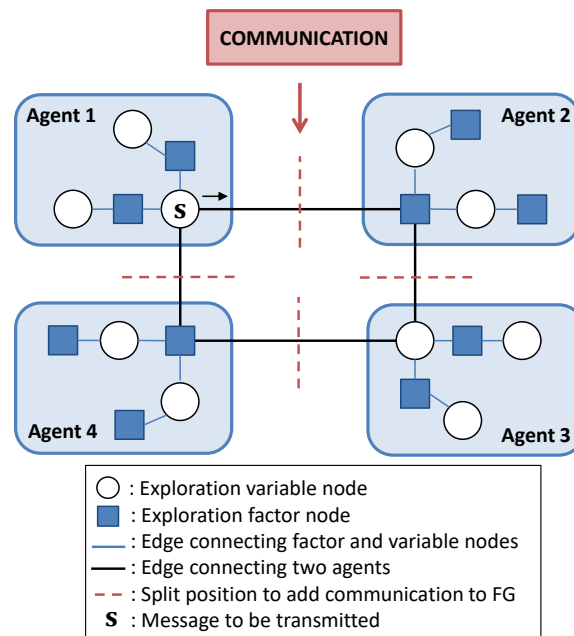 COMMUNICATION
Agent 1
Agent 2
S
Agent 4
Agent 3
: Exploration variable node
: Exploration factor node
: Edge connecting factor and variable nodes
: Edge connecting two agents
: Split position to add communication to FG
S : Message to be transmitted